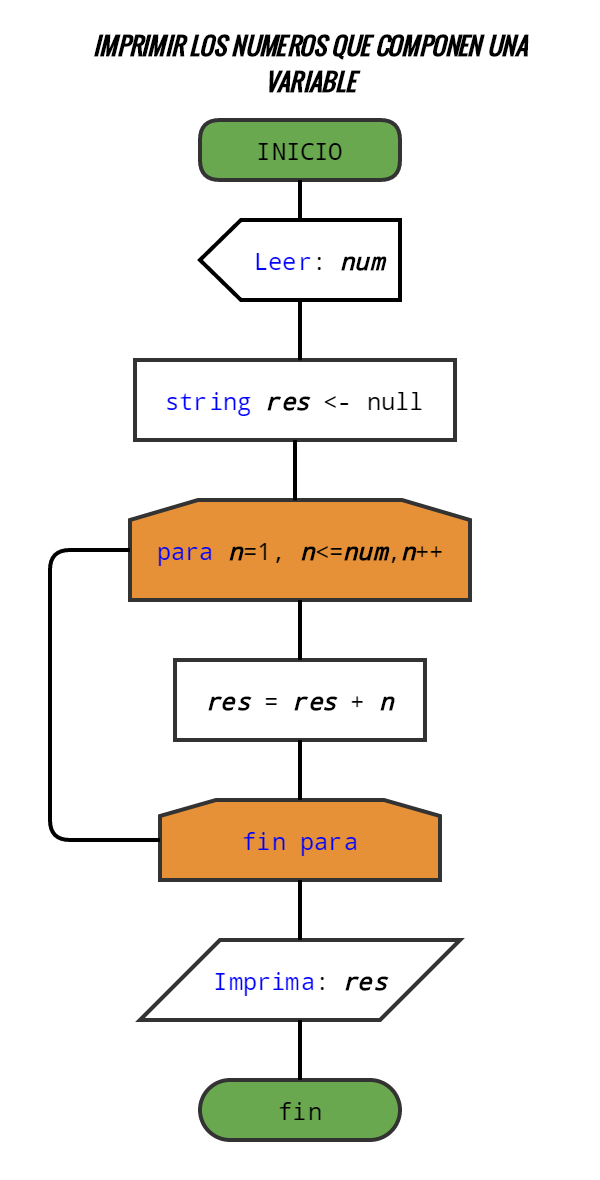 IMPRIMIR LOS NUMEROS QUE COMPONEN UNA
VARIABLE
INICIO
Leer: num
string res <- null
para n=1, n<=num,n++
res = res + n
fin para
Imprima: res
fin